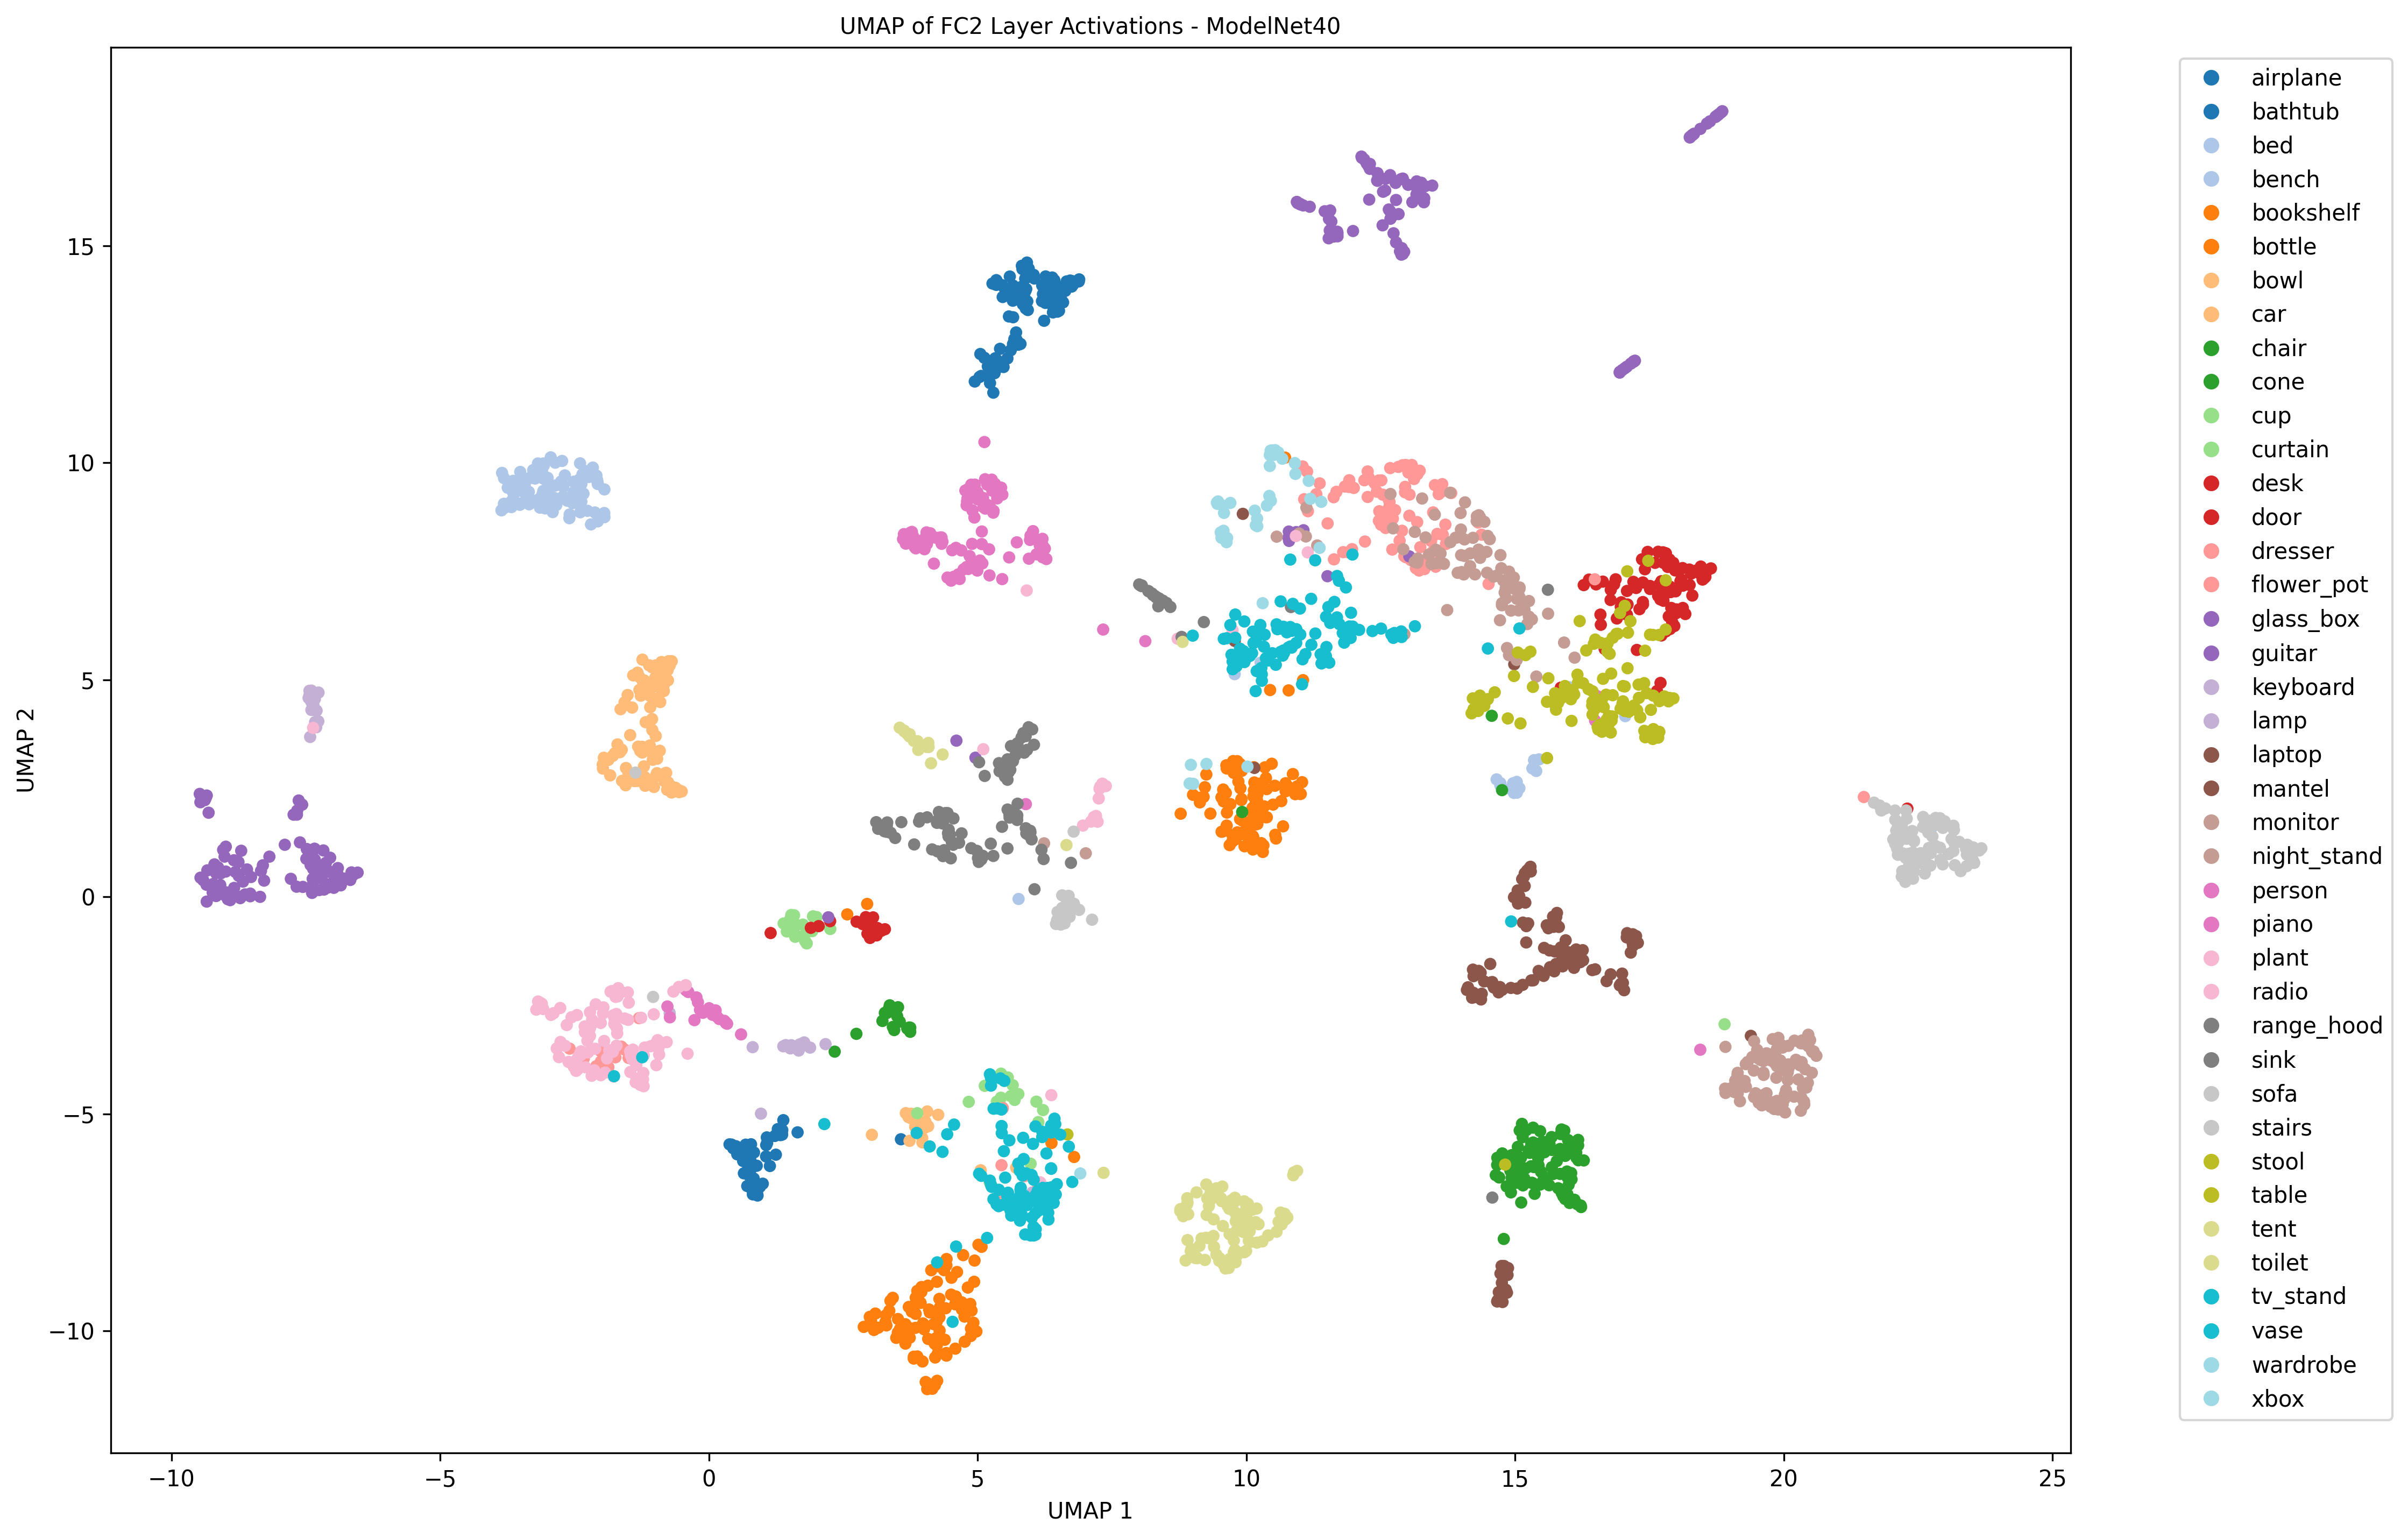 UMAP of FC2 Layer Activations - ModelNet40
15
10
5
0
−5
−10
UMAP 2
−10
−5
0
5
10
15
20
25
UMAP 1
airplane
bathtub
bed
bench
bookshelf
bottle
bowl
car
chair
cone
cup
curtain
desk
door
dresser
flower_pot
glass_box
guitar
keyboard
lamp
laptop
mantel
monitor
night_stand
person
piano
plant
radio
range_hood
sink
sofa
stairs
stool
table
tent
toilet
tv_stand
vase
wardrobe
xbox